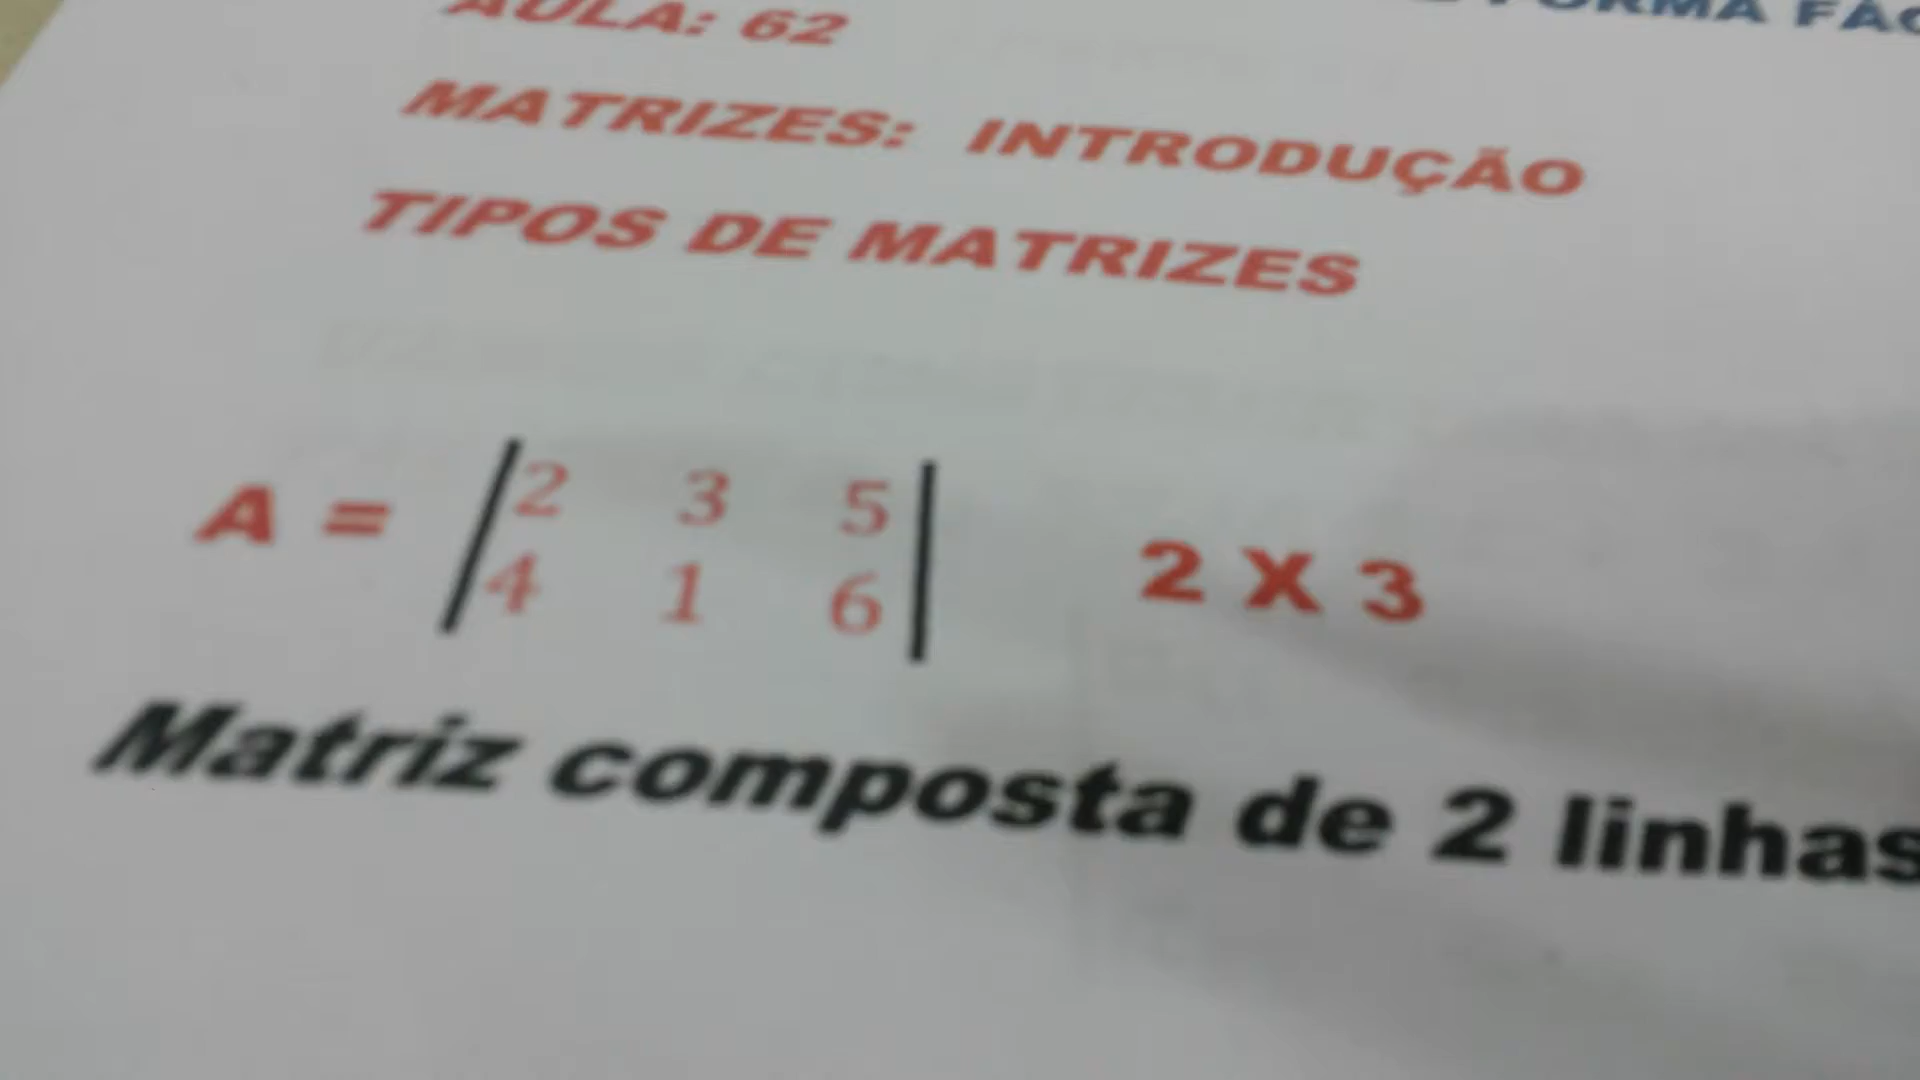 AULA: 62
FORMA
MATRIZES: INTRODUÇÃO
TIPOS DE MATRIZES
A = |2 3 5|
|4 1 6| 2 X 3
Matriz composta de 2 linhas